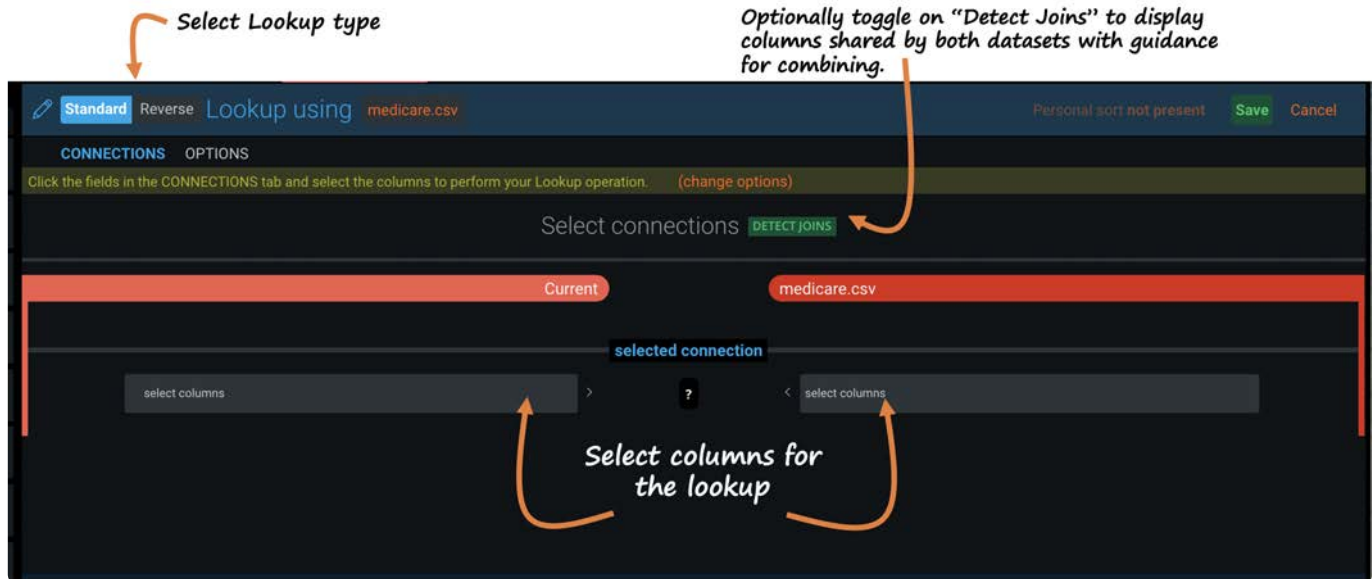 Select Lookup type
Optionally toggle on “Detect Joins” to display
columns shared by both datasets with guidance
for combining.
Standard Reverse Lookup using medicare.csv Personal sort not present Save Cancel
CONNECTIONS OPTIONS
Click the fields in the CONNECTIONS tab and select the columns to perform your Lookup operation. (change options)
Select connections DETECT JOINS
Current medicare.csv
selected connection
select columns > ? < select columns
Select columns for
the lookup